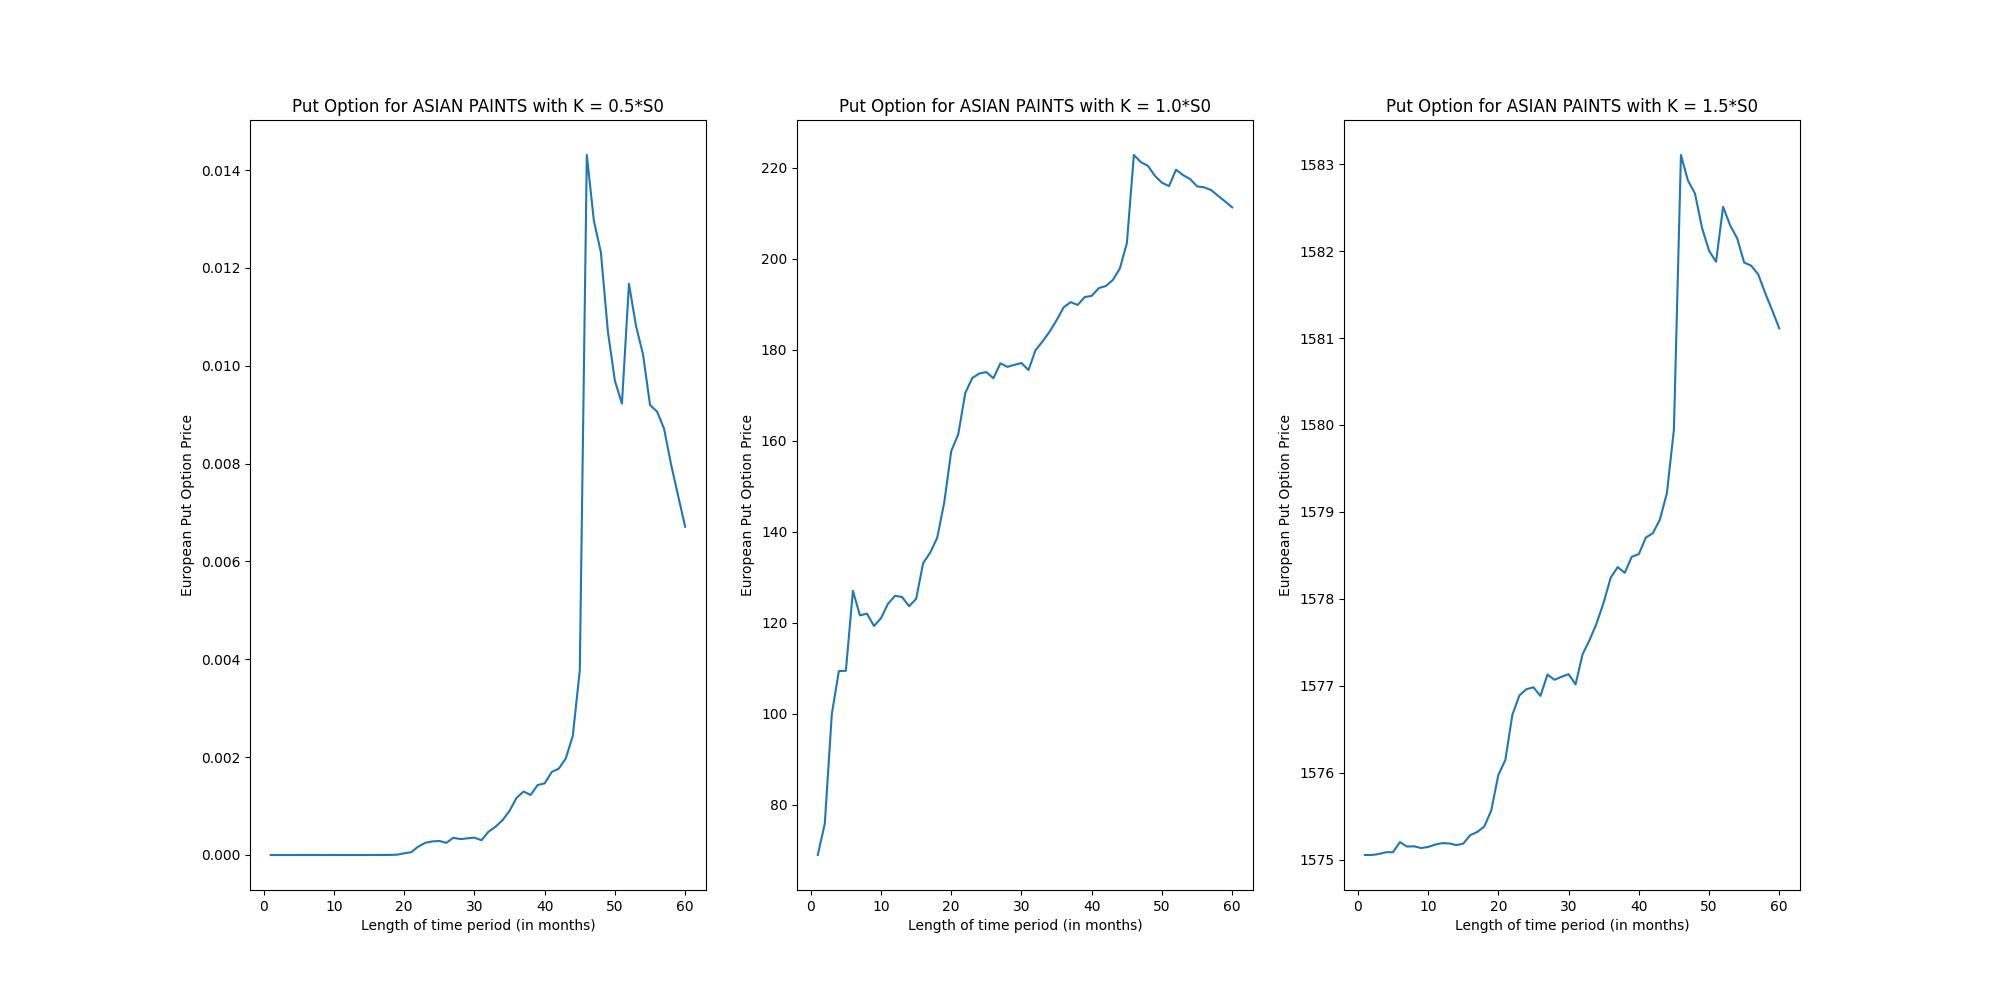 Put Option for ASIAN PAINTS with K = 0.5*S0
European Put Option Price
0.014
0.012
0.010
0.008
0.006
0.004
0.002
0.000
0 10 20 30 40 50 60
Length of time period (in months)
Put Option for ASIAN PAINTS with K = 1.0*S0
European Put Option Price
220
200
180
160
140
120
100
80
0 10 20 30 40 50 60
Length of time period (in months)
Put Option for ASIAN PAINTS with K = 1.5*S0
European Put Option Price
1583
1582
1581
1580
1579
1578
1577
1576
1575
0 10 20 30 40 50 60
Length of time period (in months)